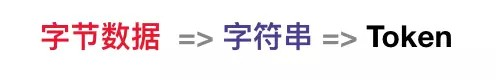 字节数据 => 字符串 => Token